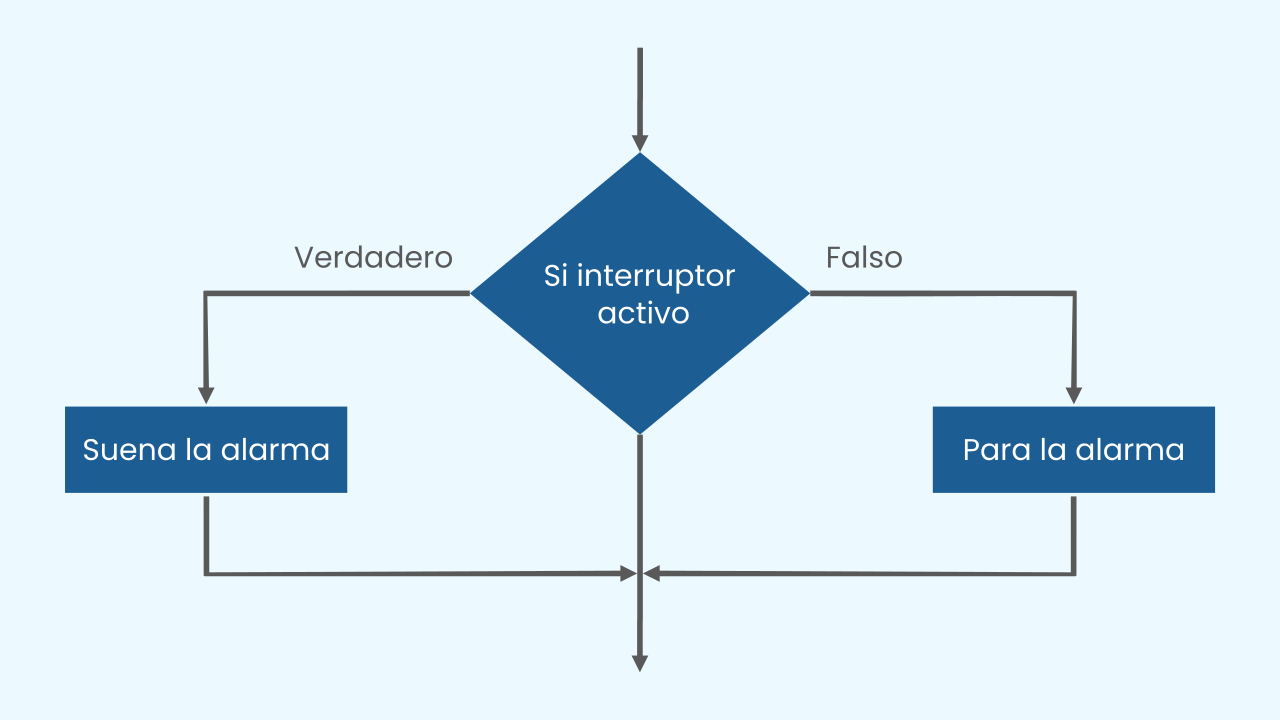 Verdadero
Falso
Si interruptor
activo
Suena la alarma
Para la alarma